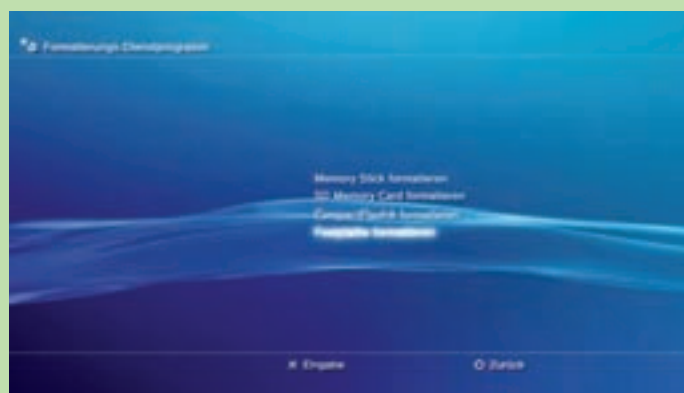 Formatierungs-Dienstprogramm
Memory Stick formatieren
SD Memory Card formatieren
CompactFlash® formatieren
Festplatte formatieren
Eingabe
Zurück